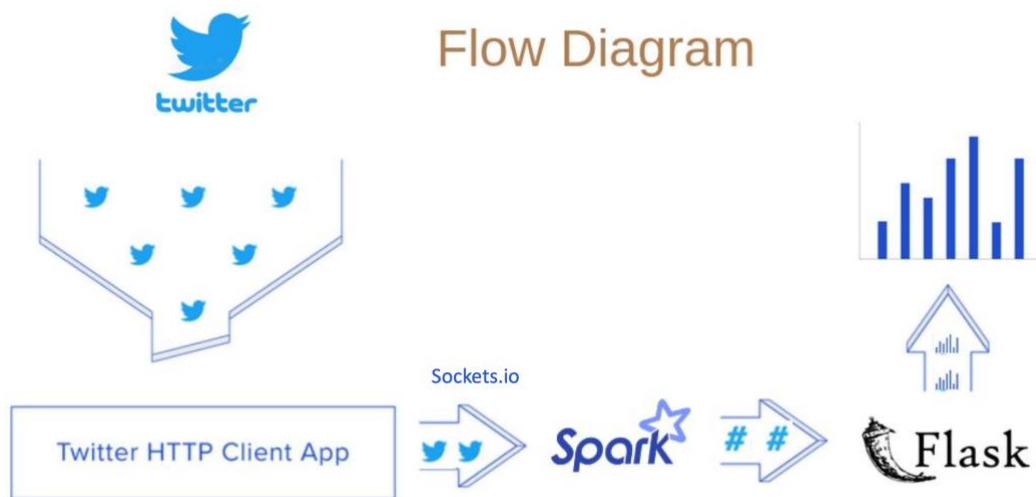 twitter
Flow Diagram
Sockets.io
Twitter HTTP Client App
Spark
# #
Flask